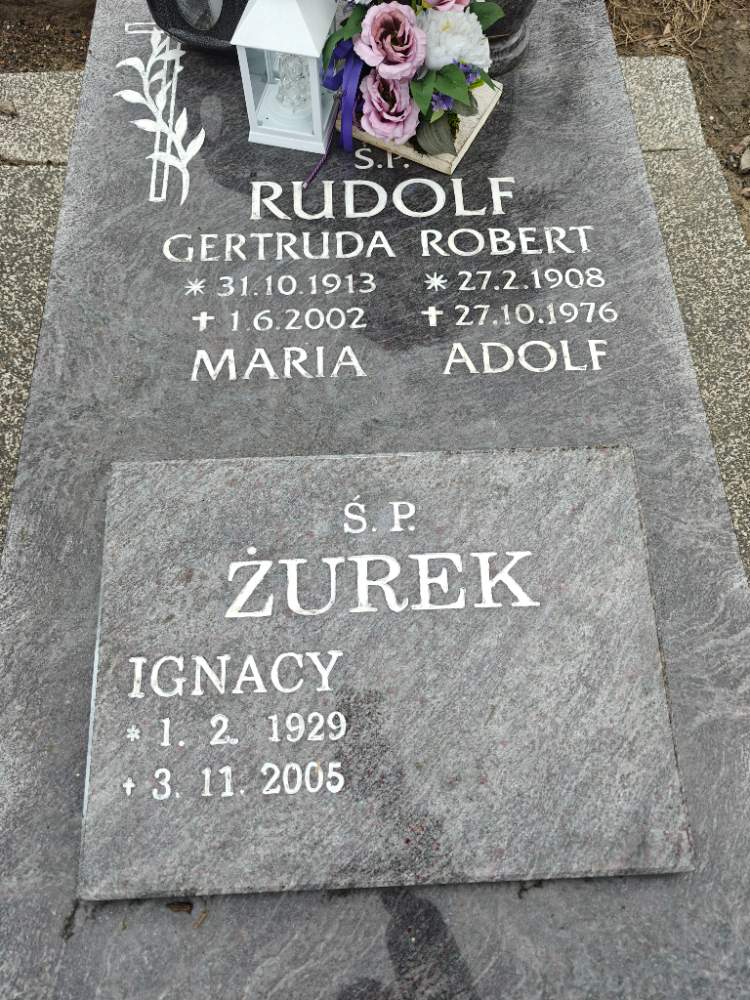 Ś.P.
RUDOLF
GERTRUDA ROBERT
* 31.10.1913 * 27.2.1908
✝ 1.6.2002 ✝ 27.10.1976
MARIA ADOLF
Ś. P.
ŻUREK
IGNACY
* 1. 2. 1929
✝ 3. 11. 2005